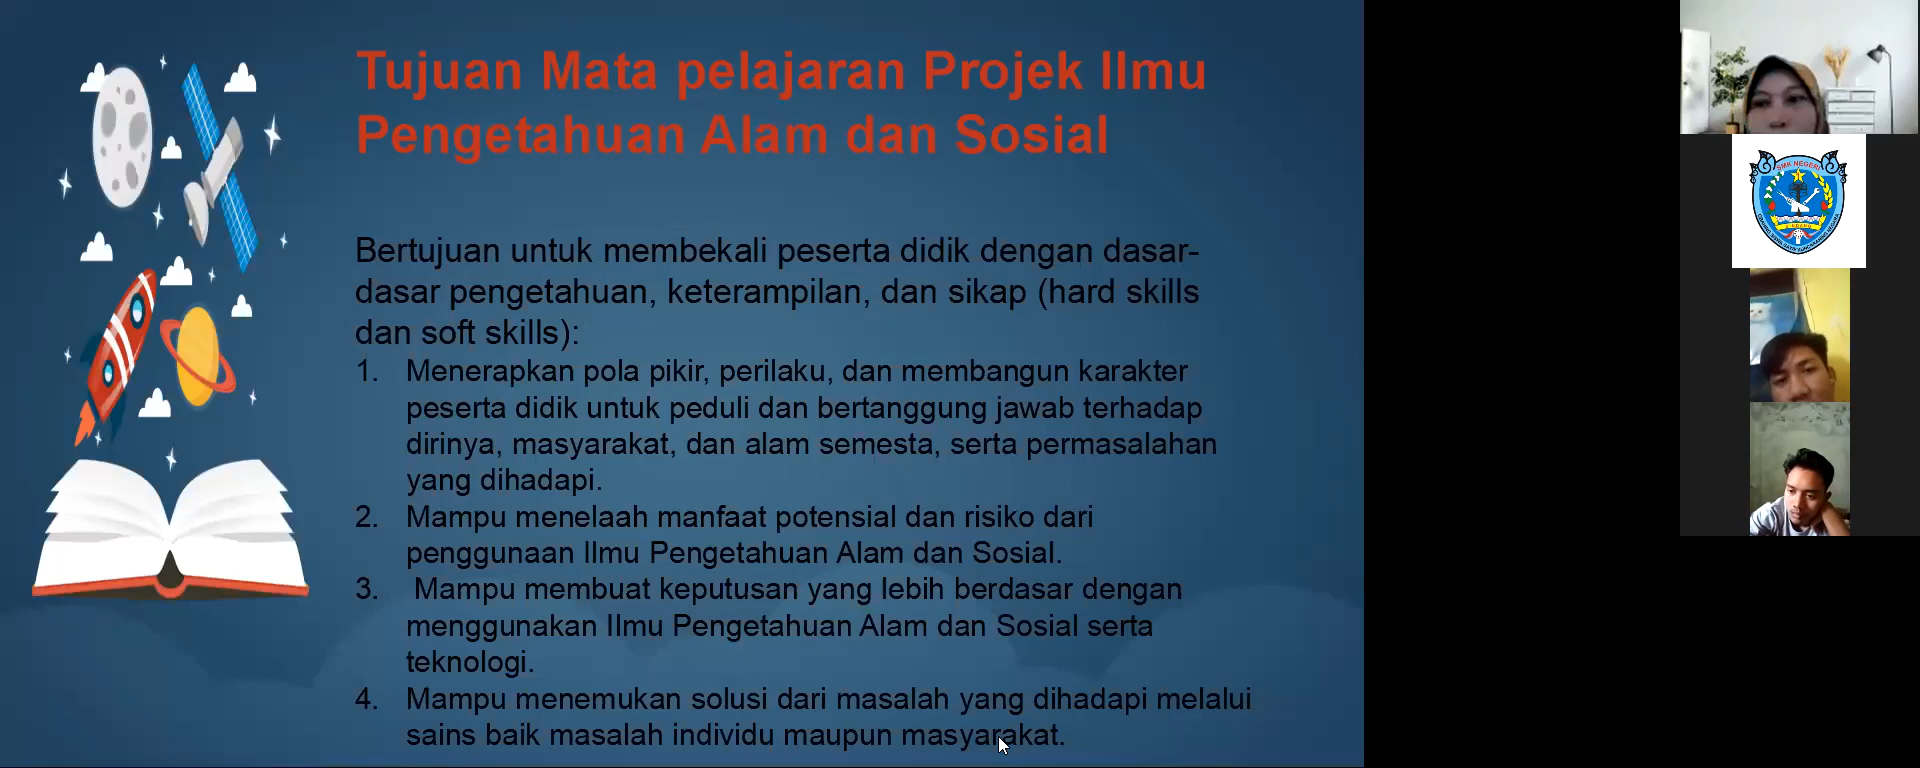 Tujuan Mata pelajaran Projek Ilmu
Pengetahuan Alam dan Sosial
Bertujuan untuk membekali peserta didik dengan dasar-
dasar pengetahuan, keterampilan, dan sikap (hard skills
dan soft skills):
1. Menerapkan pola pikir, perilaku, dan membangun karakter
peserta didik untuk peduli dan bertanggung jawab terhadap
dirinya, masyarakat, dan alam semesta, serta permasalahan
yang dihadapi.
2. Mampu menelaah manfaat potensial dan risiko dari
penggunaan Ilmu Pengetahuan Alam dan Sosial.
3. Mampu membuat keputusan yang lebih berdasar dengan
menggunakan Ilmu Pengetahuan Alam dan Sosial serta
teknologi.
4. Mampu menemukan solusi dari masalah yang dihadapi melalui
sains baik masalah individu maupun masyarakat.
SMK NEGERI